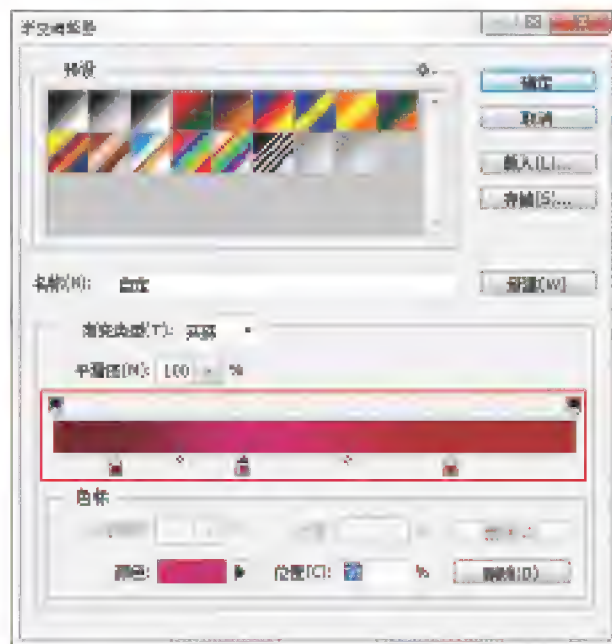 渐变编辑器
预设
确定
取消
载入(L)...
存储(S)...
名称(N): 自定
新建(W)
渐变类型(T): 实底
平滑度(M): 100 %
色标
颜色: 位置(C): %
删除(D)